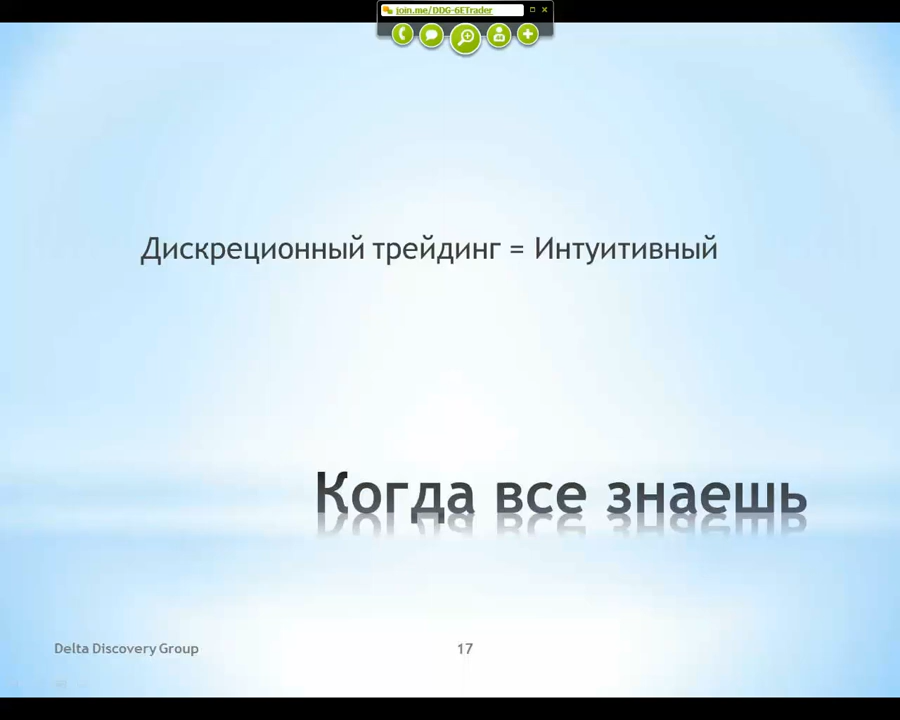 join.me/DDG-6ETrader
Дискреционный трейдинг = Интуитивный
Когда все знаешь
Delta Discovery Group
17